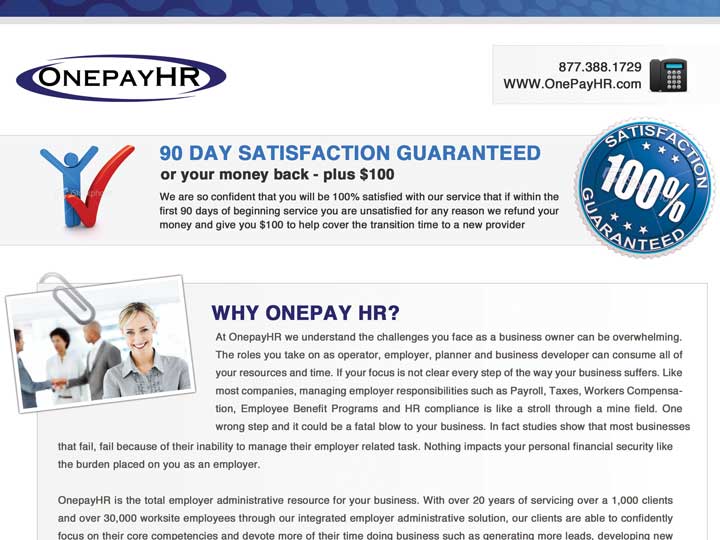 ONEPAYHR
877.388.1729
WWW.OnePayHR.com
90 DAY SATISFACTION GUARANTEED
or your money back - plus $100
We are so confident that you will be 100% satisfied with our service that if within the
first 90 days of beginning service you are unsatisfied for any reason we refund your
money and give you $100 to help cover the transition time to a new provider
SATISFACTION
100%
GUARANTEED
WHY ONEPAY HR?
At OnepayHR we understand the challenges you face as a business owner can be overwhelming.
The roles you take on as operator, employer, planner and business developer can consume all of
your resources and time. If your focus is not clear every step of the way your business suffers. Like
most companies, managing employer responsibilities such as Payroll, Taxes, Workers Compensa-
tion, Employee Benefit Programs and HR compliance is like a stroll through a mine field. One
wrong step and it could be a fatal blow to your business. In fact studies show that most businesses
that fail, fail because of their inability to manage their employer related task. Nothing impacts your personal financial security like
the burden placed on you as an employer.
OnepayHR is the total employer administrative resource for your business. With over 20 years of servicing over a 1,000 clients
and over 30,000 worksite employees through our integrated employer administrative solution, our clients are able to confidently
focus on their core competencies and devote more of their time doing business such as generating more leads, developing new